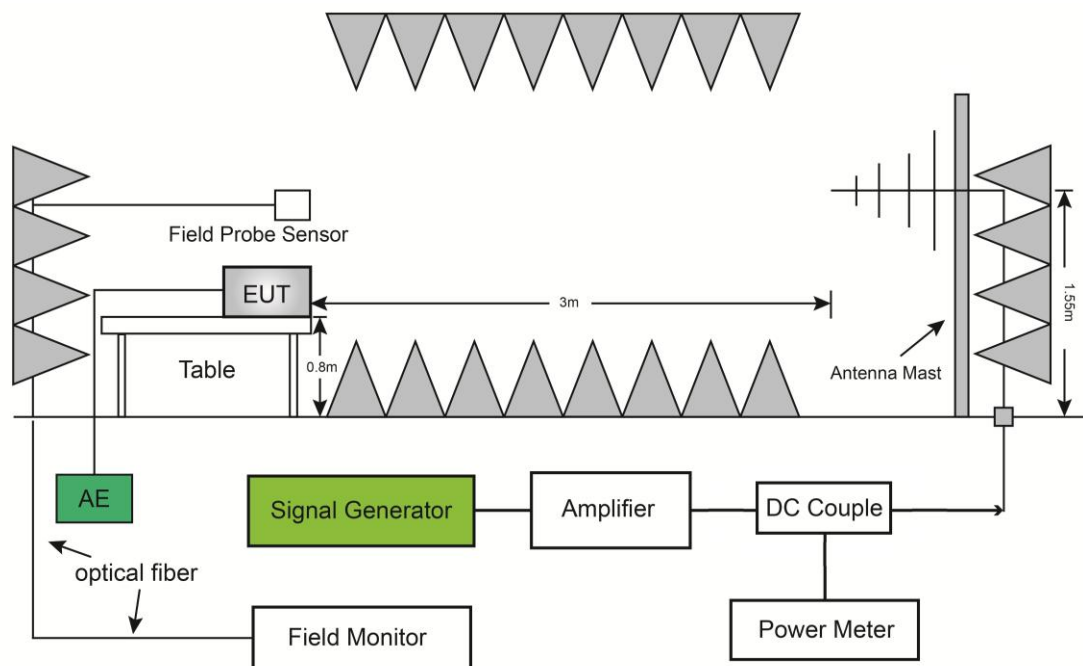 Field Probe Sensor
EUT
3m
1.55m
Table
0.8m
Antenna Mast
AE
Signal Generator
Amplifier
DC Couple
optical fiber
Field Monitor
Power Meter